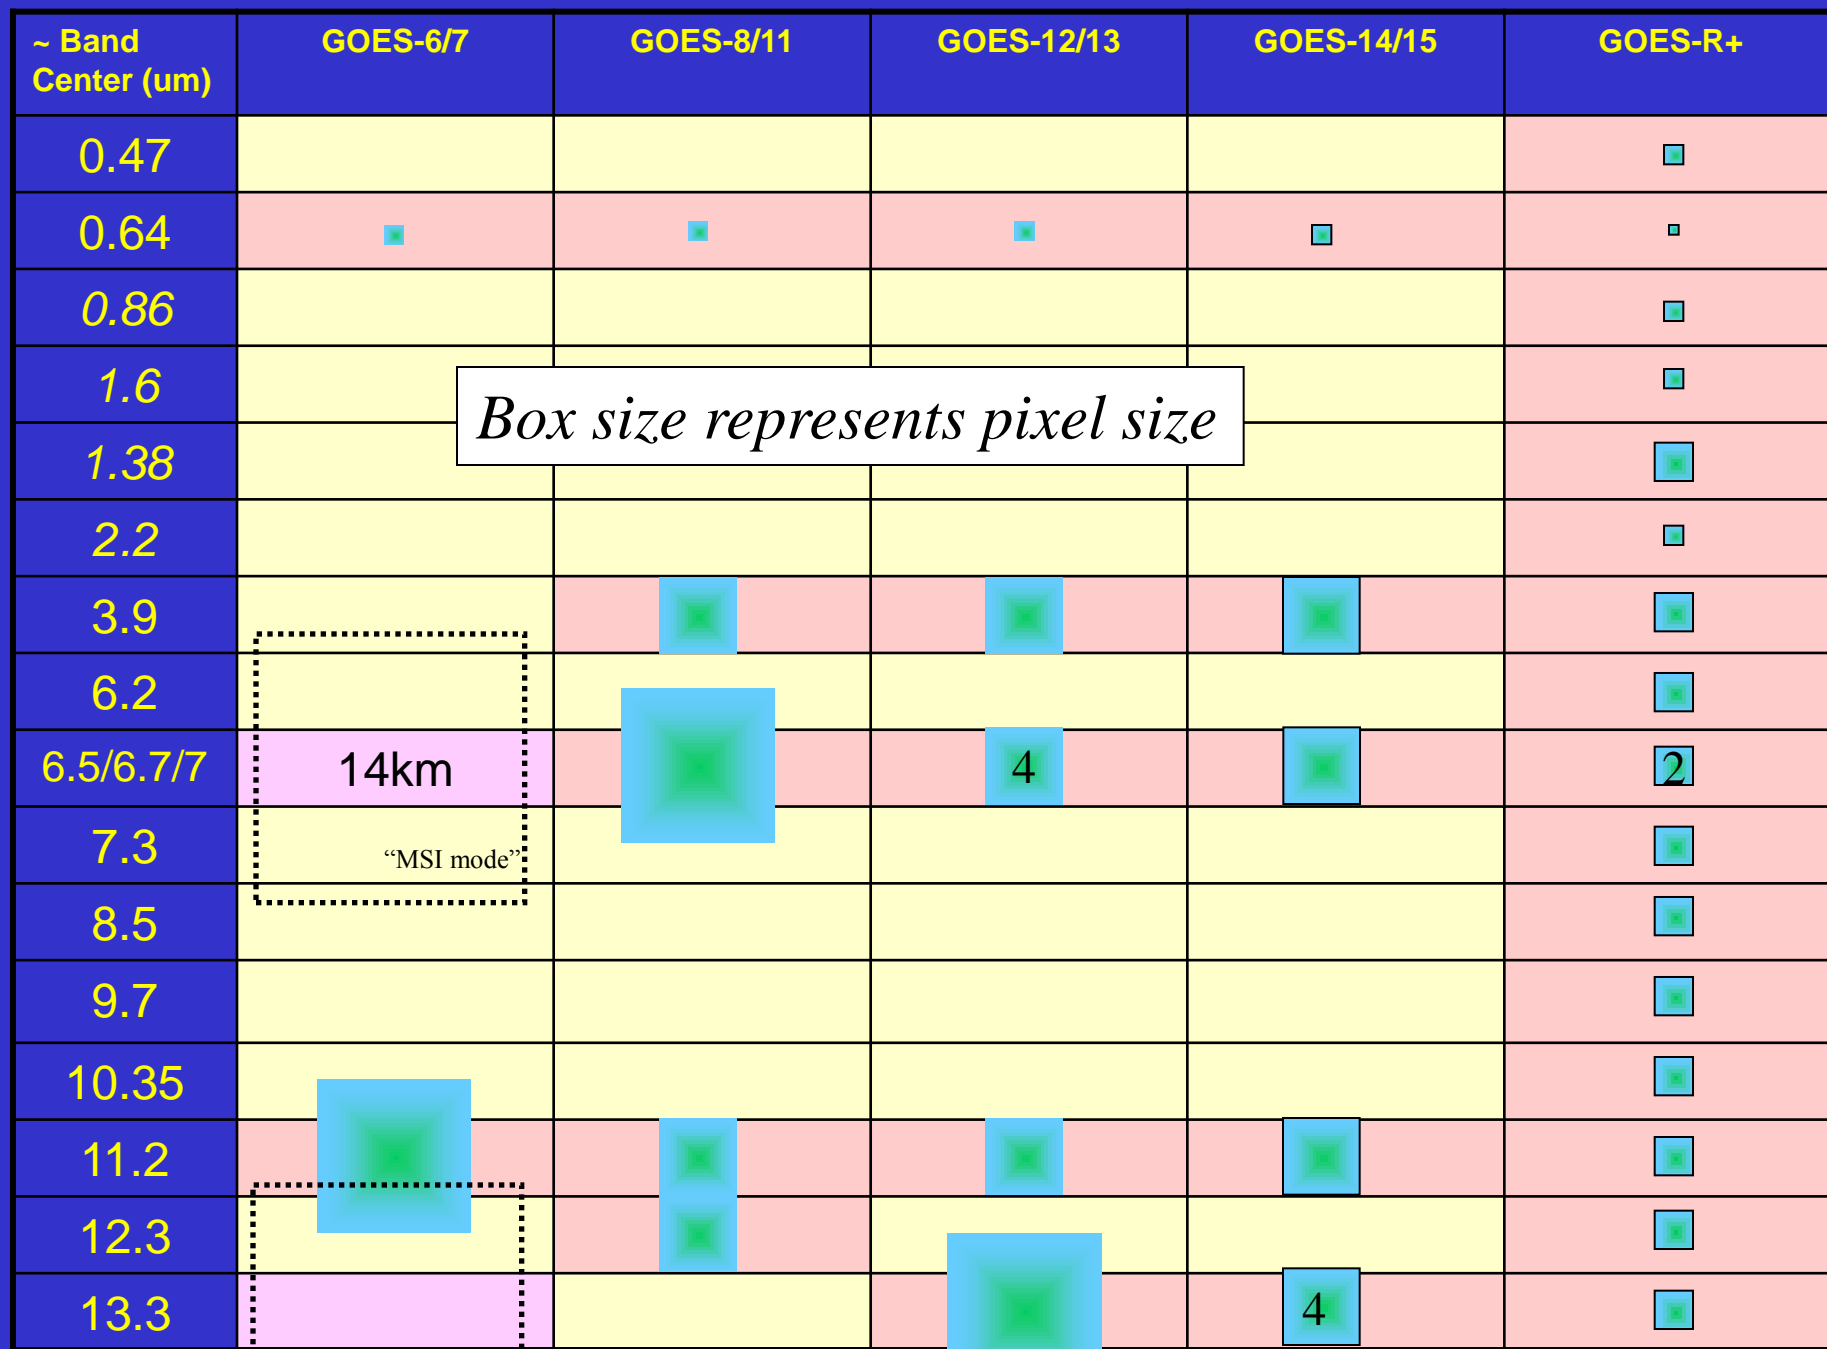 ~ Band
Center (um)
GOES-6/7
GOES-8/11
GOES-12/13
GOES-14/15
GOES-R+
0.47
0.64
0.86
1.6
Box size represents pixel size
1.38
2.2
3.9
6.2
6.5/6.7/7
14km
4
2
7.3
“MSI mode”
8.5
9.7
10.35
11.2
12.3
13.3
4